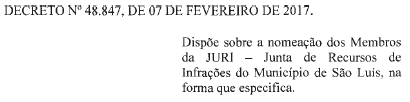 DECRETO Nº 48.847, DE 07 DE FEVEREIRO DE 2017.
Dispõe sobre a nomeação dos Membros
da JURI – Junta de Recursos de
Infrações do Município de São Luis, na
forma que especifica.